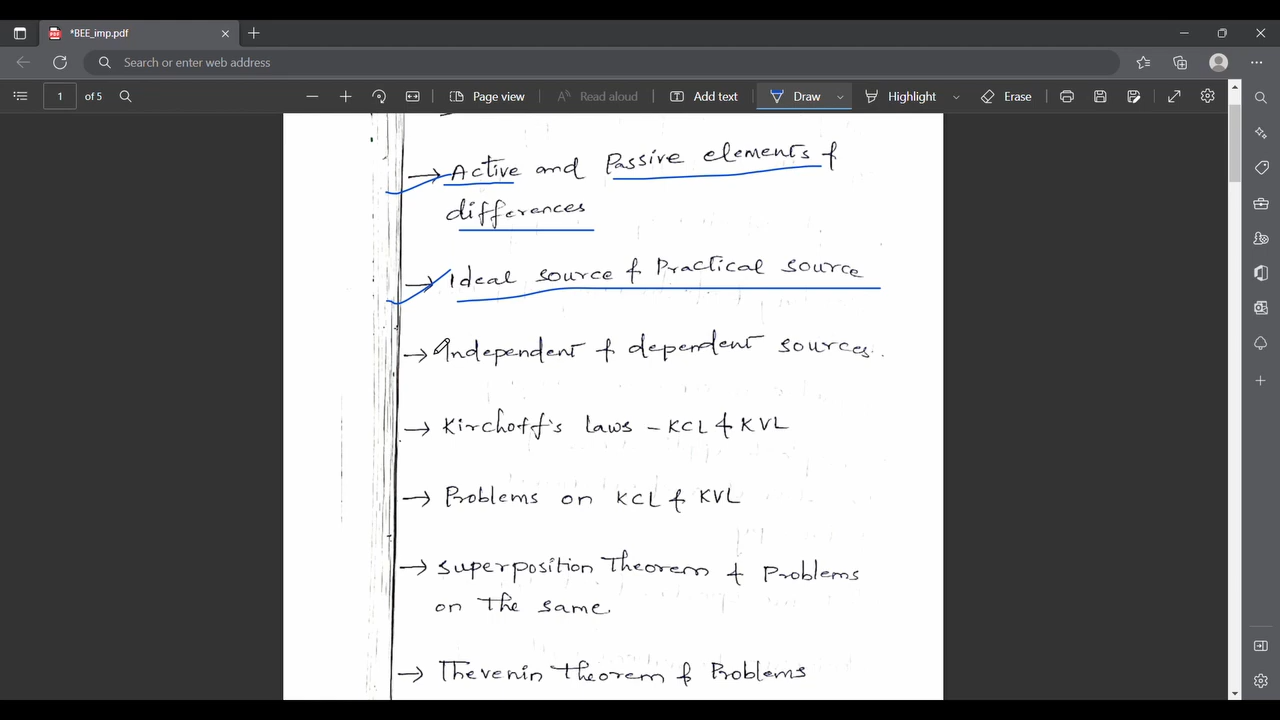 *BEE_imp.pdf
Search or enter web address
1 of 5
Page view
Read aloud
Add text
Draw
Highlight
Erase
→ Active and Passive elements &
differences
→ Ideal source & Practical source
→ Independent & dependent sources.
→ Kirchoff's laws - KCL & KVL
→ Problems on KCL & KVL
→ Superposition Theorem & Problems
on The same.
→ Thevenin Theorem & Problems